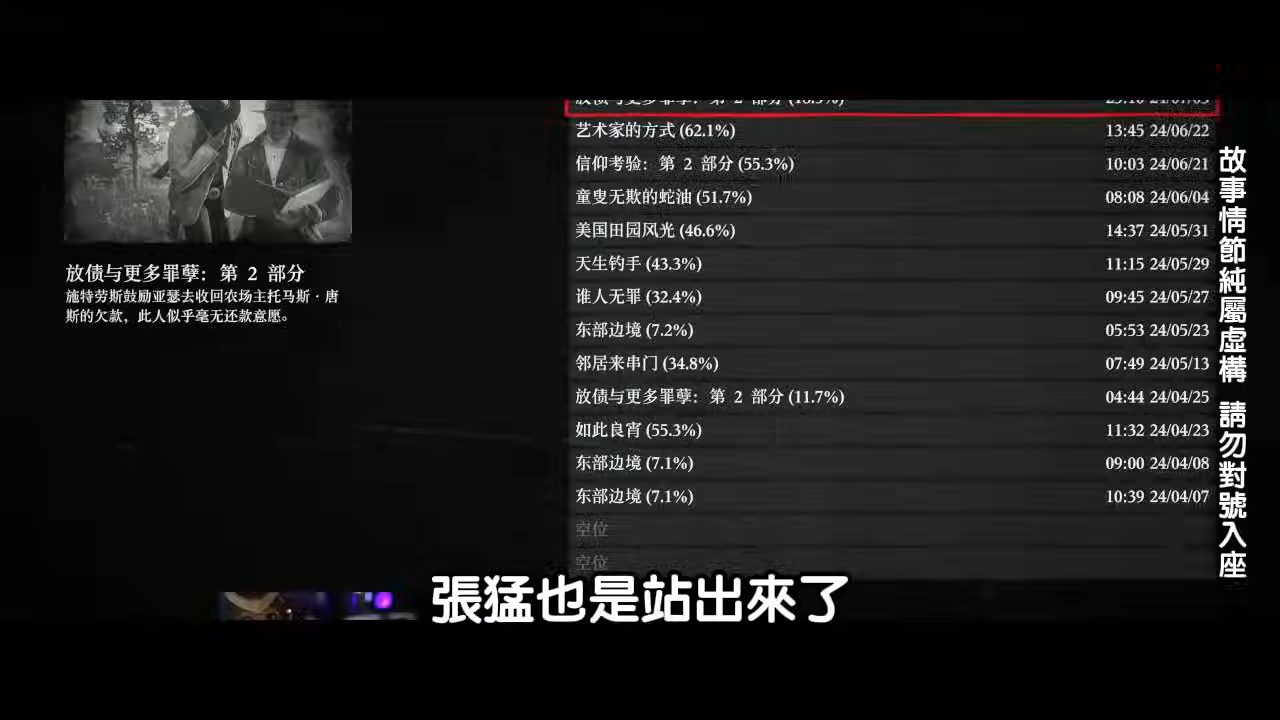 放债与更多罪孽：第 2 部分
施特劳斯鼓励亚瑟去收回农场主托马斯·唐
斯的欠款，此人似乎毫无还款意愿。
放债与更多罪孽：第 2 部分
艺术家的方式 (62.1%) 13:45 24/06/22
信仰考验：第 2 部分 (55.3%) 10:03 24/06/21
童叟无欺的蛇油 (51.7%) 08:08 24/06/04
美国田园风光 (46.6%) 14:37 24/05/31
天生钓手 (43.3%) 11:15 24/05/29
谁人无罪 (32.4%) 09:45 24/05/27
东部边境 (7.2%) 05:53 24/05/23
邻居来串门 (34.8%) 07:49 24/05/13
放债与更多罪孽：第 2 部分 (11.7%) 04:44 24/04/25
如此良宵 (55.3%) 11:32 24/04/23
东部边境 (7.1%) 09:00 24/04/08
东部边境 (7.1%) 10:39 24/04/07
空位
空位
張猛也是站出來了
故事情節純屬虛構 請勿對號入座